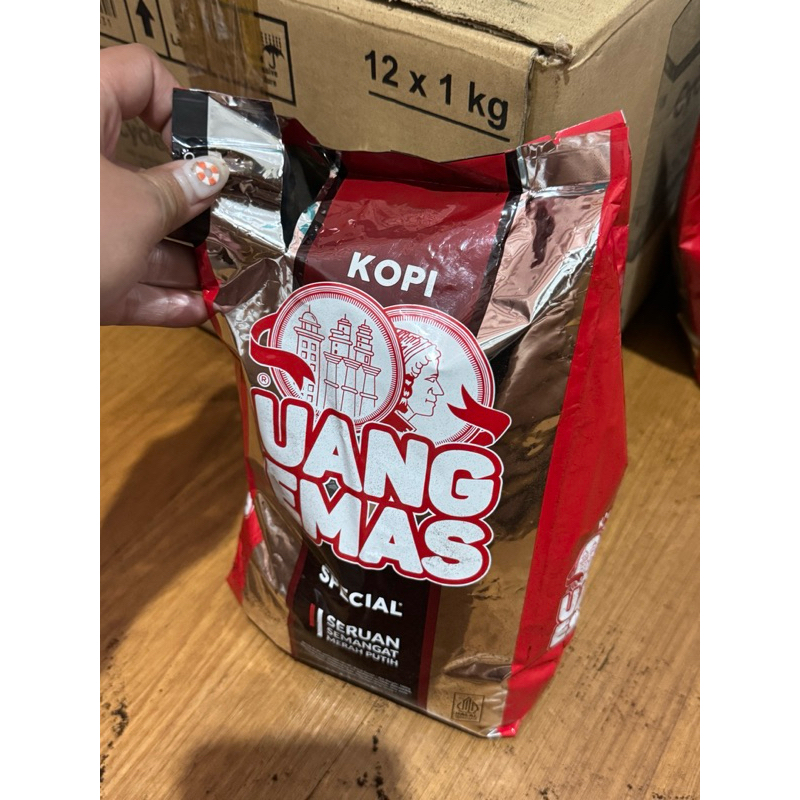 12 x 1 kg
KOPI
®
UANG
EMAS
SPECIAL
SERUAN
SEMANGAT
MERAH PUTIH